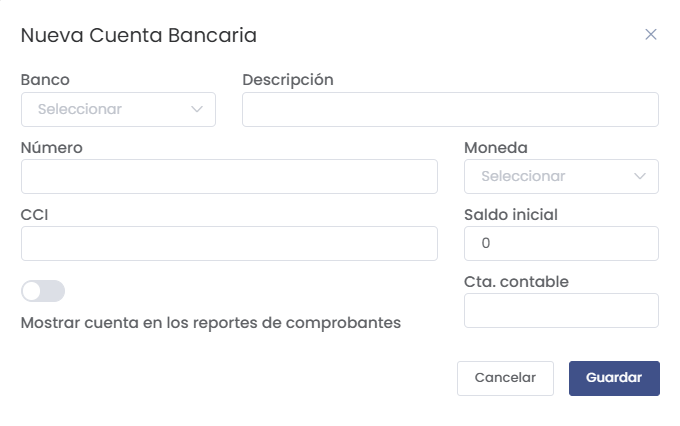 Nueva Cuenta Bancaria
Banco
Descripción
Seleccionar
Número
Moneda
Seleccionar
CCI
Saldo inicial
0
Cta. contable
Mostrar cuenta en los reportes de comprobantes
Cancelar
Guardar